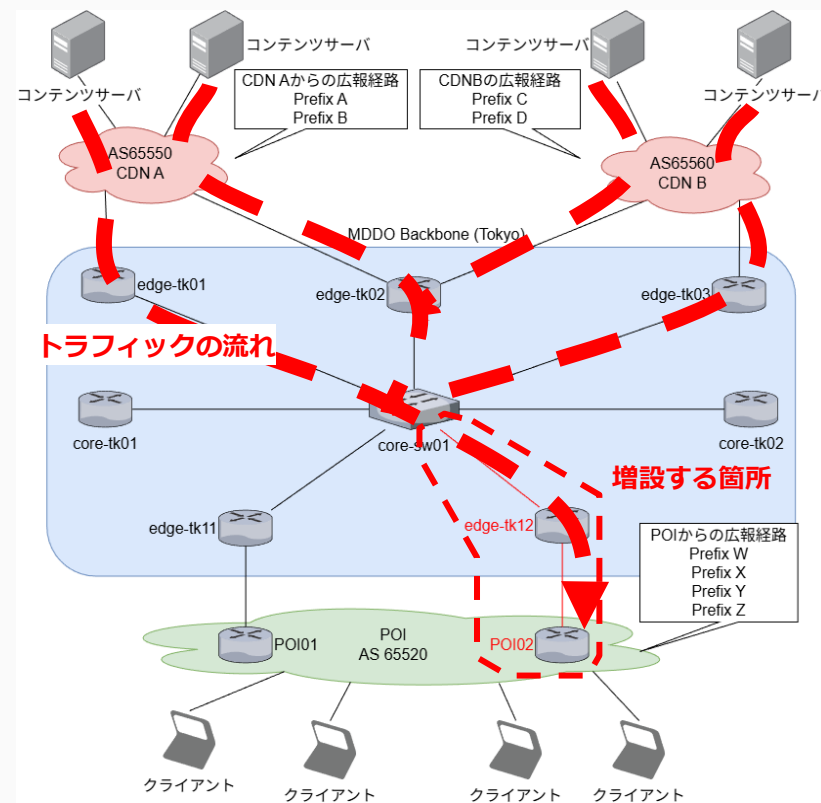 コンテンツサーバ
コンテンツサーバ
コンテンツサーバ
コンテンツサーバ
CDN Aからの広報経路
Prefix A
Prefix B
CDNBの広報経路
Prefix C
Prefix D
AS65550
CDN A
AS65560
CDN B
MDDO Backbone (Tokyo)
edge-tk01
edge-tk02
edge-tk03
トラフィックの流れ
core-tk01
core-sw01
core-tk02
増設する箇所
edge-tk11
edge-tk12
POIからの広報経路
Prefix W
Prefix X
Prefix Y
Prefix Z
POI01
POI
AS 65520
POI02
クライアント
クライアント
クライアント
クライアント